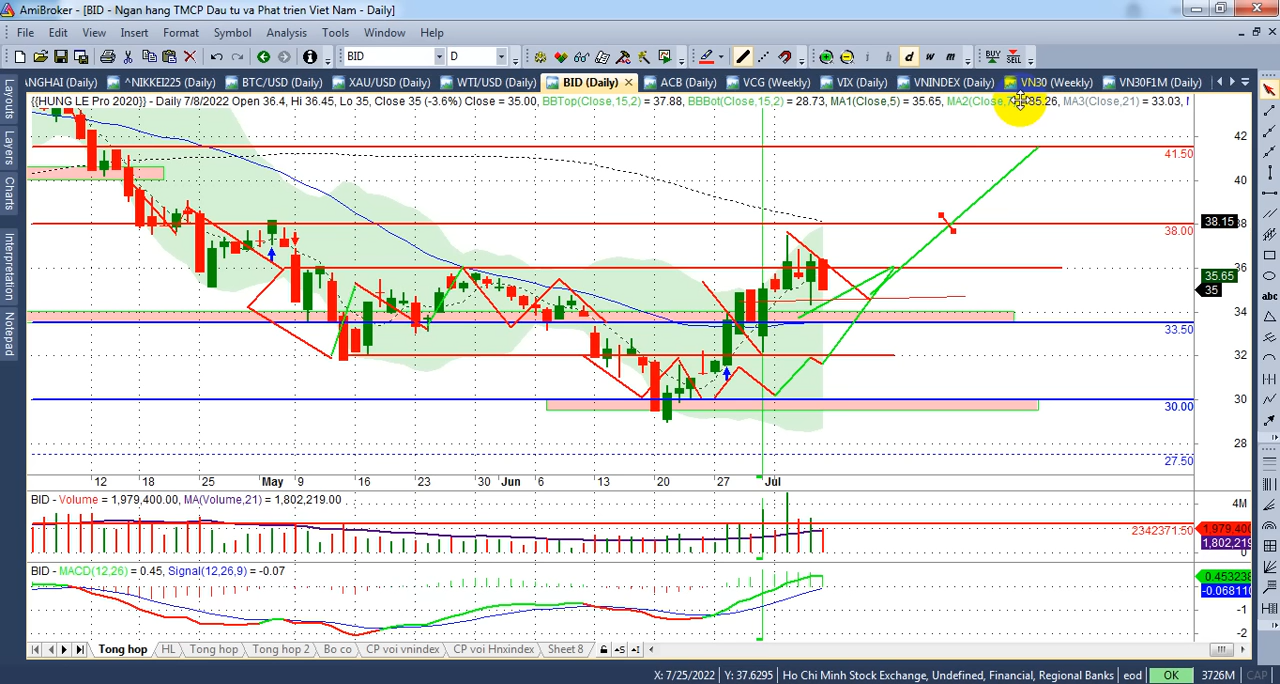 AmiBroker - [BID - Ngan hang TMCP Dau tu va Phat trien Viet Nam - Daily]
File Edit View Insert Format Symbol Analysis Tools Window Help
BID D i h i d w m BUY SELL
NGHAI (Daily) ^NIKKEI225 (Daily) BTC/USD (Daily) XAU/USD (Daily) WTI/USD (Daily) BID (Daily) ACB (Daily) VCG (Weekly) VIX (Daily) VNINDEX (Daily) VN30 (Weekly) VN30F1M (Daily)
{{HUNG LE Pro 2020}} - Daily 7/8/2022 Open 36.4, Hi 36.45, Lo 35, Close 35 (-3.6%) Close = 35.00, BBTop(Close,15,2) = 37.88, BBBot(Close,15,2) = 28.73, MA1(Close,5) = 35.65, MA2(Close, 35.26, MA3(Close,21) = 33.03,
Layouts
Layers
Charts
Interpretation
Notepad
42
41.50
40
38.15
38.00
36
35.65
35
34
33.50
32
30
30.00
28
27.50
12 18 25 May 9 16 23 30 Jun 6 13 20 27 Jul
abc
BID - Volume = 1,979,400.00, MA(Volume,21) = 1,802,219.00
4M
2342371.50
1,979,400
1,802,219
0
BID - MACD(12,26) = 0.45, Signal(12,26,9) = -0.07
0.453238
-0.068110
-1
-2
Tong hop HL Tong hop Tong hop 2 Bo co CP voi vnindex CP voi Hnxindex Sheet 8
X: 7/25/2022 Y: 37.6295 Ho Chi Minh Stock Exchange, Undefined, Financial, Regional Banks eod OK 3726M CAP